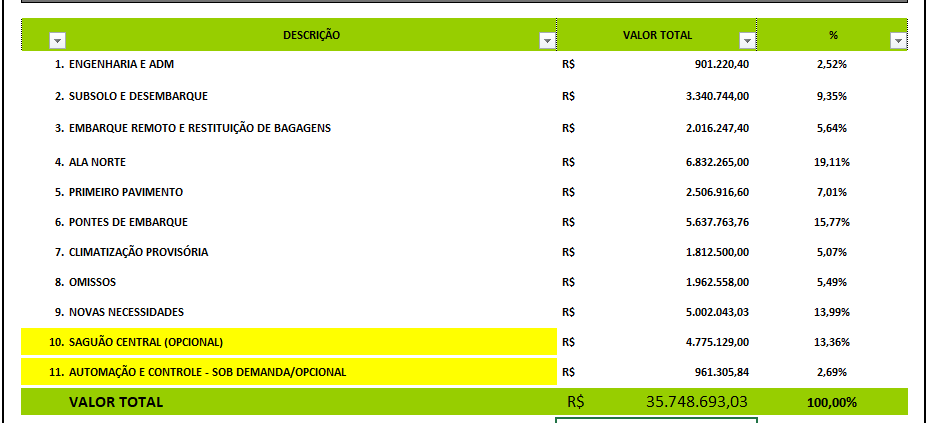 DESCRIÇÃO VALOR TOTAL %
1. ENGENHARIA E ADM R$ 901.220,40 2,52%
2. SUBSOLO E DESEMBARQUE R$ 3.340.744,00 9,35%
3. EMBARQUE REMOTO E RESTITUIÇÃO DE BAGAGENS R$ 2.016.247,40 5,64%
4. ALA NORTE R$ 6.832.265,00 19,11%
5. PRIMEIRO PAVIMENTO R$ 2.506.916,60 7,01%
6. PONTES DE EMBARQUE R$ 5.637.763,76 15,77%
7. CLIMATIZAÇÃO PROVISÓRIA R$ 1.812.500,00 5,07%
8. OMISSOS R$ 1.962.558,00 5,49%
9. NOVAS NECESSIDADES R$ 5.002.043,03 13,99%
10. SAGUÃO CENTRAL (OPCIONAL) R$ 4.775.129,00 13,36%
11. AUTOMAÇÃO E CONTROLE - SOB DEMANDA/OPCIONAL R$ 961.305,84 2,69%
VALOR TOTAL R$ 35.748.693,03 100,00%